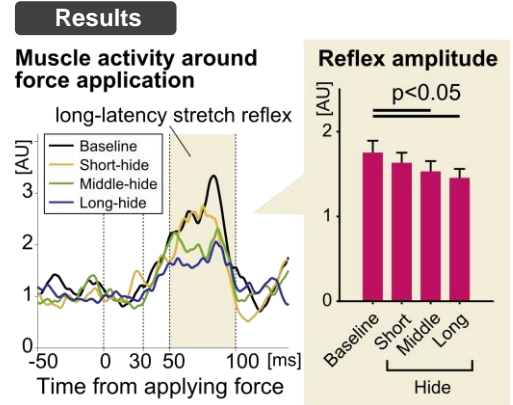 Results
Muscle activity around
force application
long-latency stretch reflex
[AU]
Baseline
Short-hide
Middle-hide
Long-hide
3
2
1
0
-50
0
30
50
100
[ms]
Time from applying force
Reflex amplitude
[AU]
p<0.05
2
1
0
Baseline
Short
Middle
Long
Hide